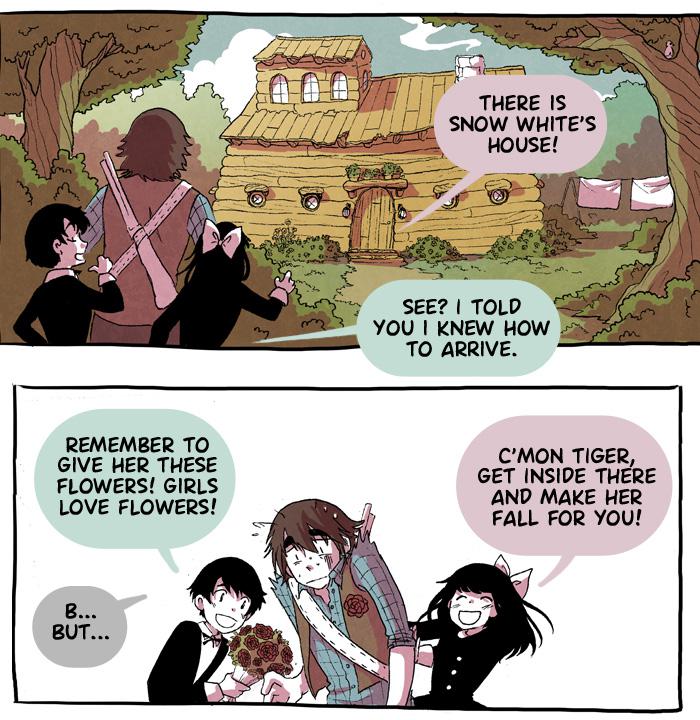 THERE IS
SNOW WHITE'S
HOUSE!
SEE? I TOLD
YOU I KNEW HOW
TO ARRIVE.
REMEMBER TO
GIVE HER THESE
FLOWERS! GIRLS
LOVE FLOWERS!
C'MON TIGER,
GET INSIDE THERE
AND MAKE HER
FALL FOR YOU!
B...
BUT...